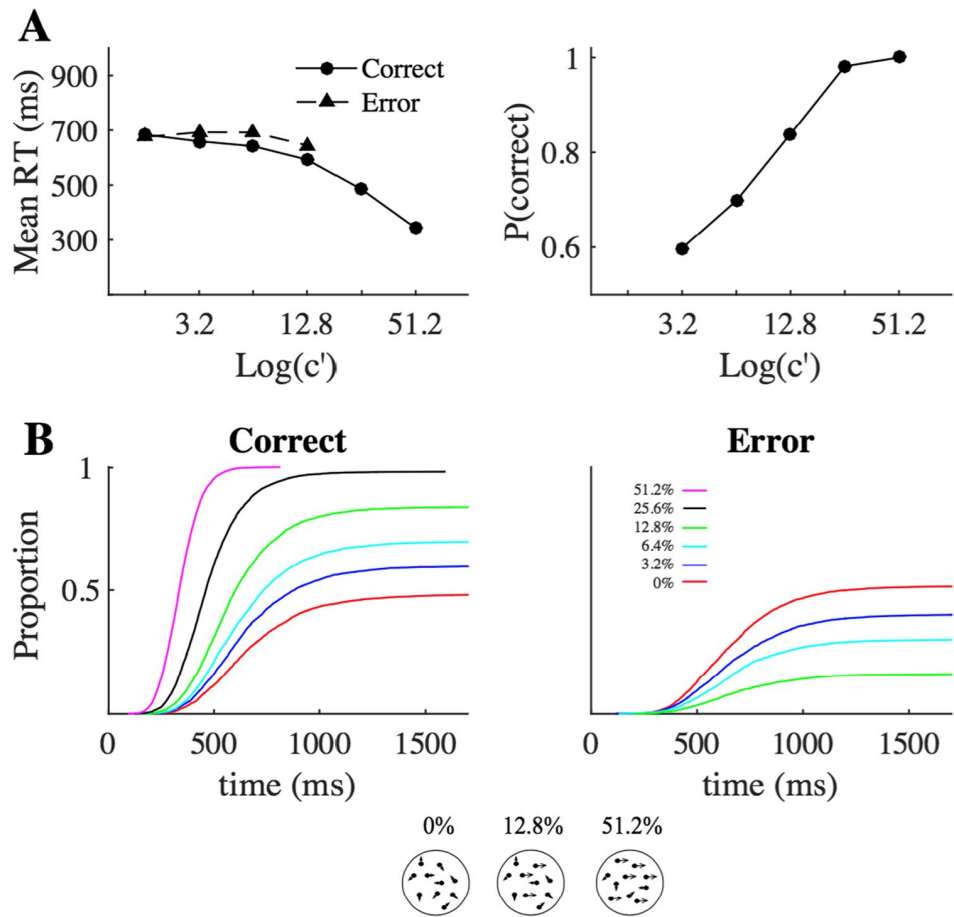 A
Mean RT (ms)
900
700
500
300
Correct
Error
3.2 12.8 51.2
Log(c')
P(correct)
1
0.8
0.6
3.2 12.8 51.2
Log(c')
B
Correct
Proportion
1
0.5
0 500 1000 1500
time (ms)
Error
51.2%
25.6%
12.8%
6.4%
3.2%
0%
0 500 1000 1500
time (ms)
0% 12.8% 51.2%